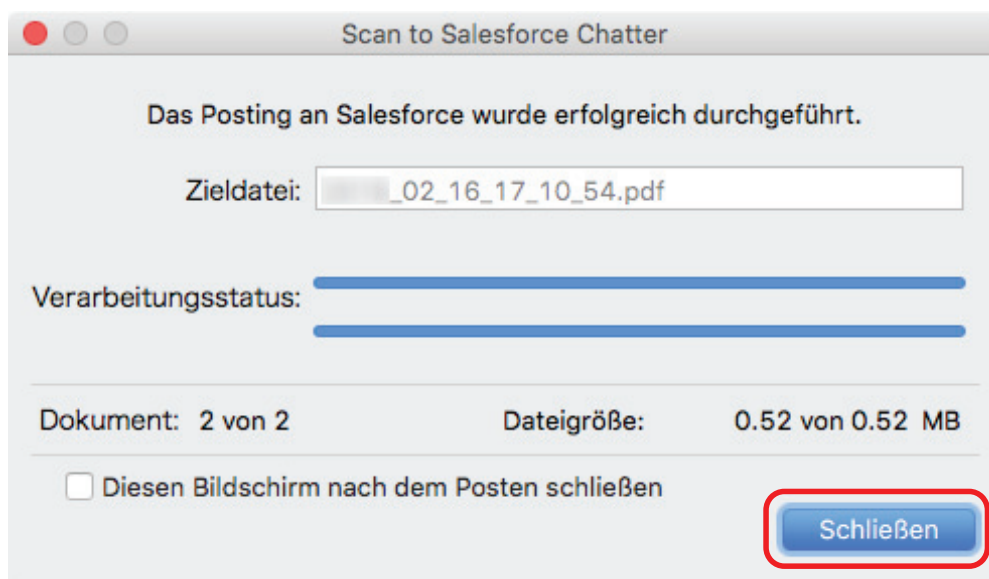 Scan to Salesforce Chatter
Das Posting an Salesforce wurde erfolgreich durchgeführt.
Zieldatei: _02_16_17_10_54.pdf
Verarbeitungsstatus:
Dokument: 2 von 2 Dateigröße: 0.52 von 0.52 MB
Diesen Bildschirm nach dem Posten schließen
Schließen